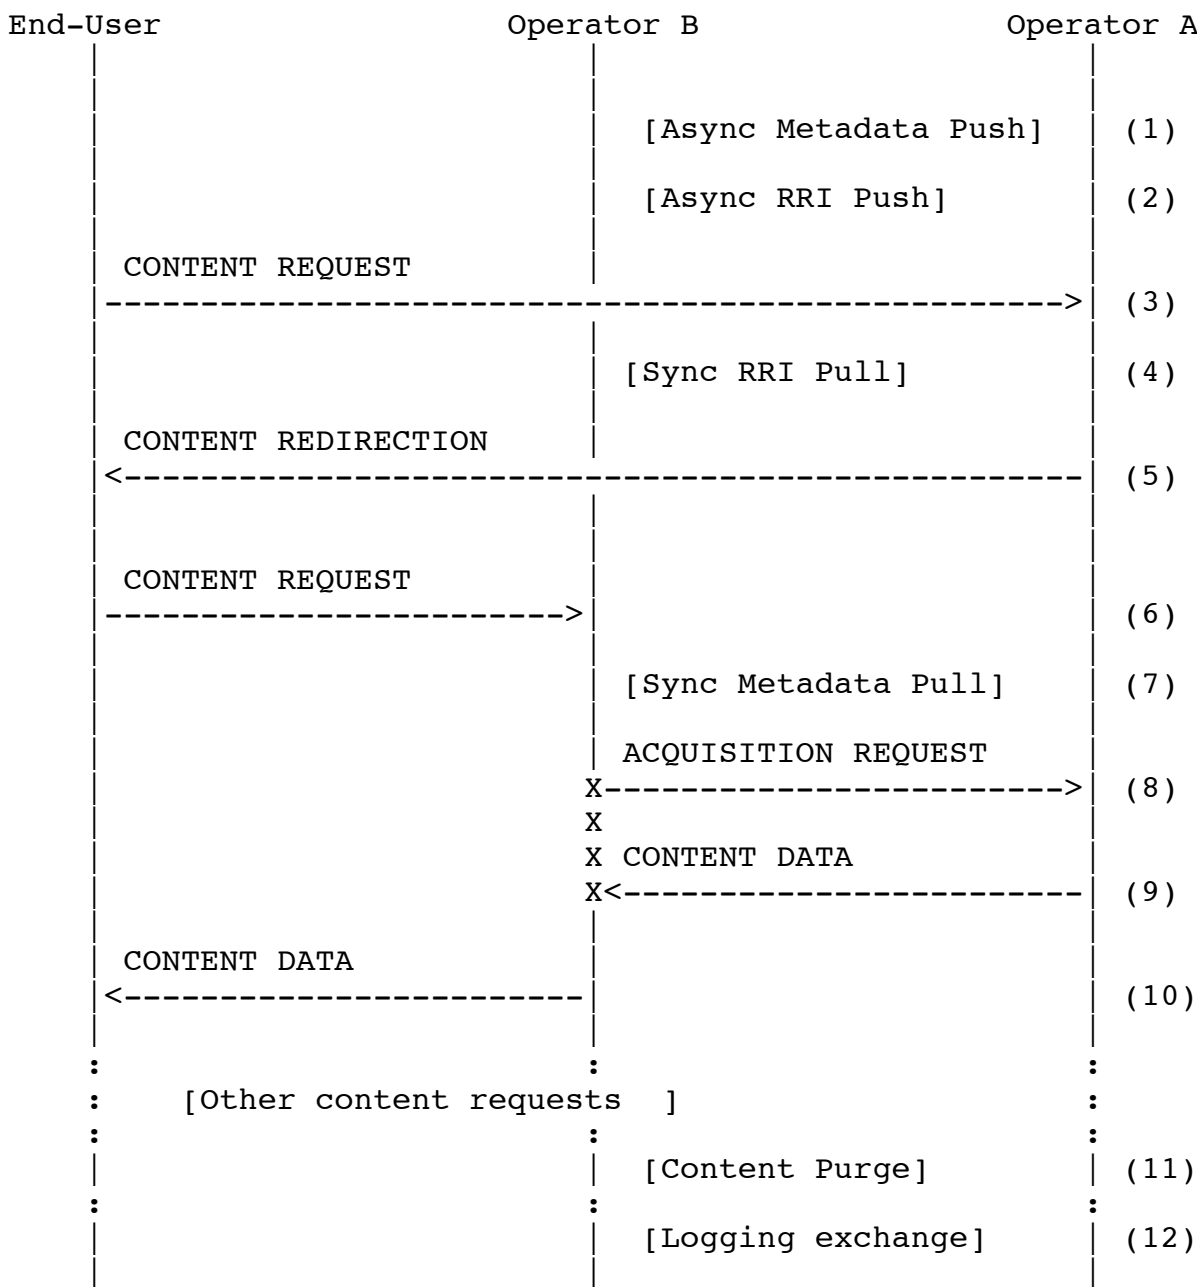 End-User Operator B Operator A
[Async Metadata Push] (1)
[Async RRI Push] (2)
CONTENT REQUEST
(3)
[Sync RRI Pull] (4)
CONTENT REDIRECTION
(5)
CONTENT REQUEST
(6)
[Sync Metadata Pull] (7)
ACQUISITION REQUEST
X (8)
X
X CONTENT DATA
X (9)
CONTENT DATA
(10)
[Other content requests ]
[Content Purge] (11)
[Logging exchange] (12)